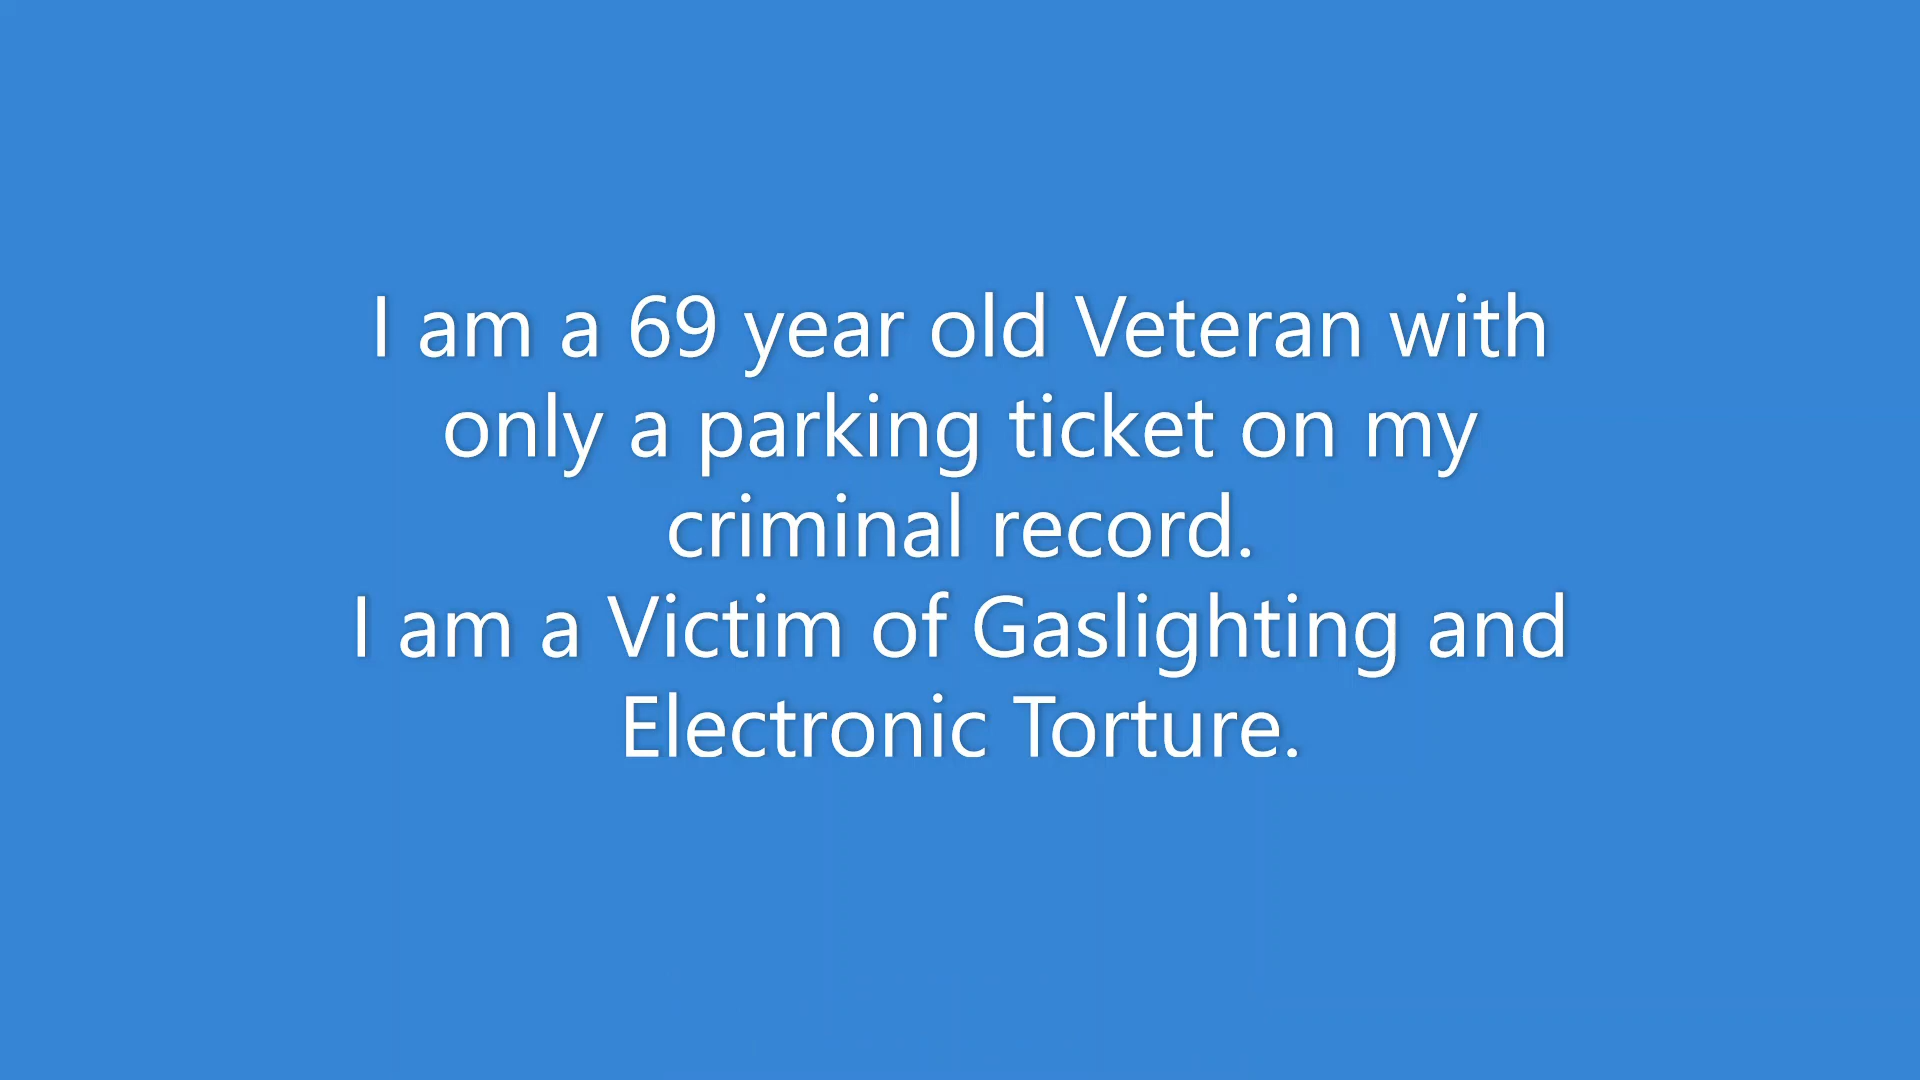 I am a 69 year old Veteran with
only a parking ticket on my
criminal record.
I am a Victim of Gaslighting and
Electronic Torture.